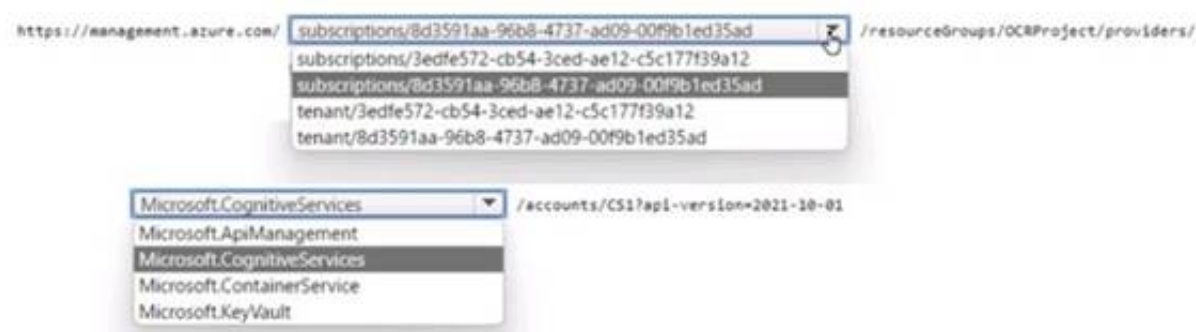 https://management.azure.com/ subscriptions/8d3591aa-96b8-4737-ad09-00f9b1ed35ad /resourceGroups/OCRProject/providers/
subscriptions/3edfe572-cb54-3ced-ae12-c5c177f39a12
subscriptions/8d3591aa-96b8-4737-ad09-00f9b1ed35ad
tenant/3edfe572-cb54-3ced-ae12-c5c177f39a12
tenant/8d3591aa-96b8-4737-ad09-00f9b1ed35ad
Microsoft.CognitiveServices /accounts/CS1?api-version=2021-10-01
Microsoft.ApiManagement
Microsoft.CognitiveServices
Microsoft.ContainerService
Microsoft.KeyVault